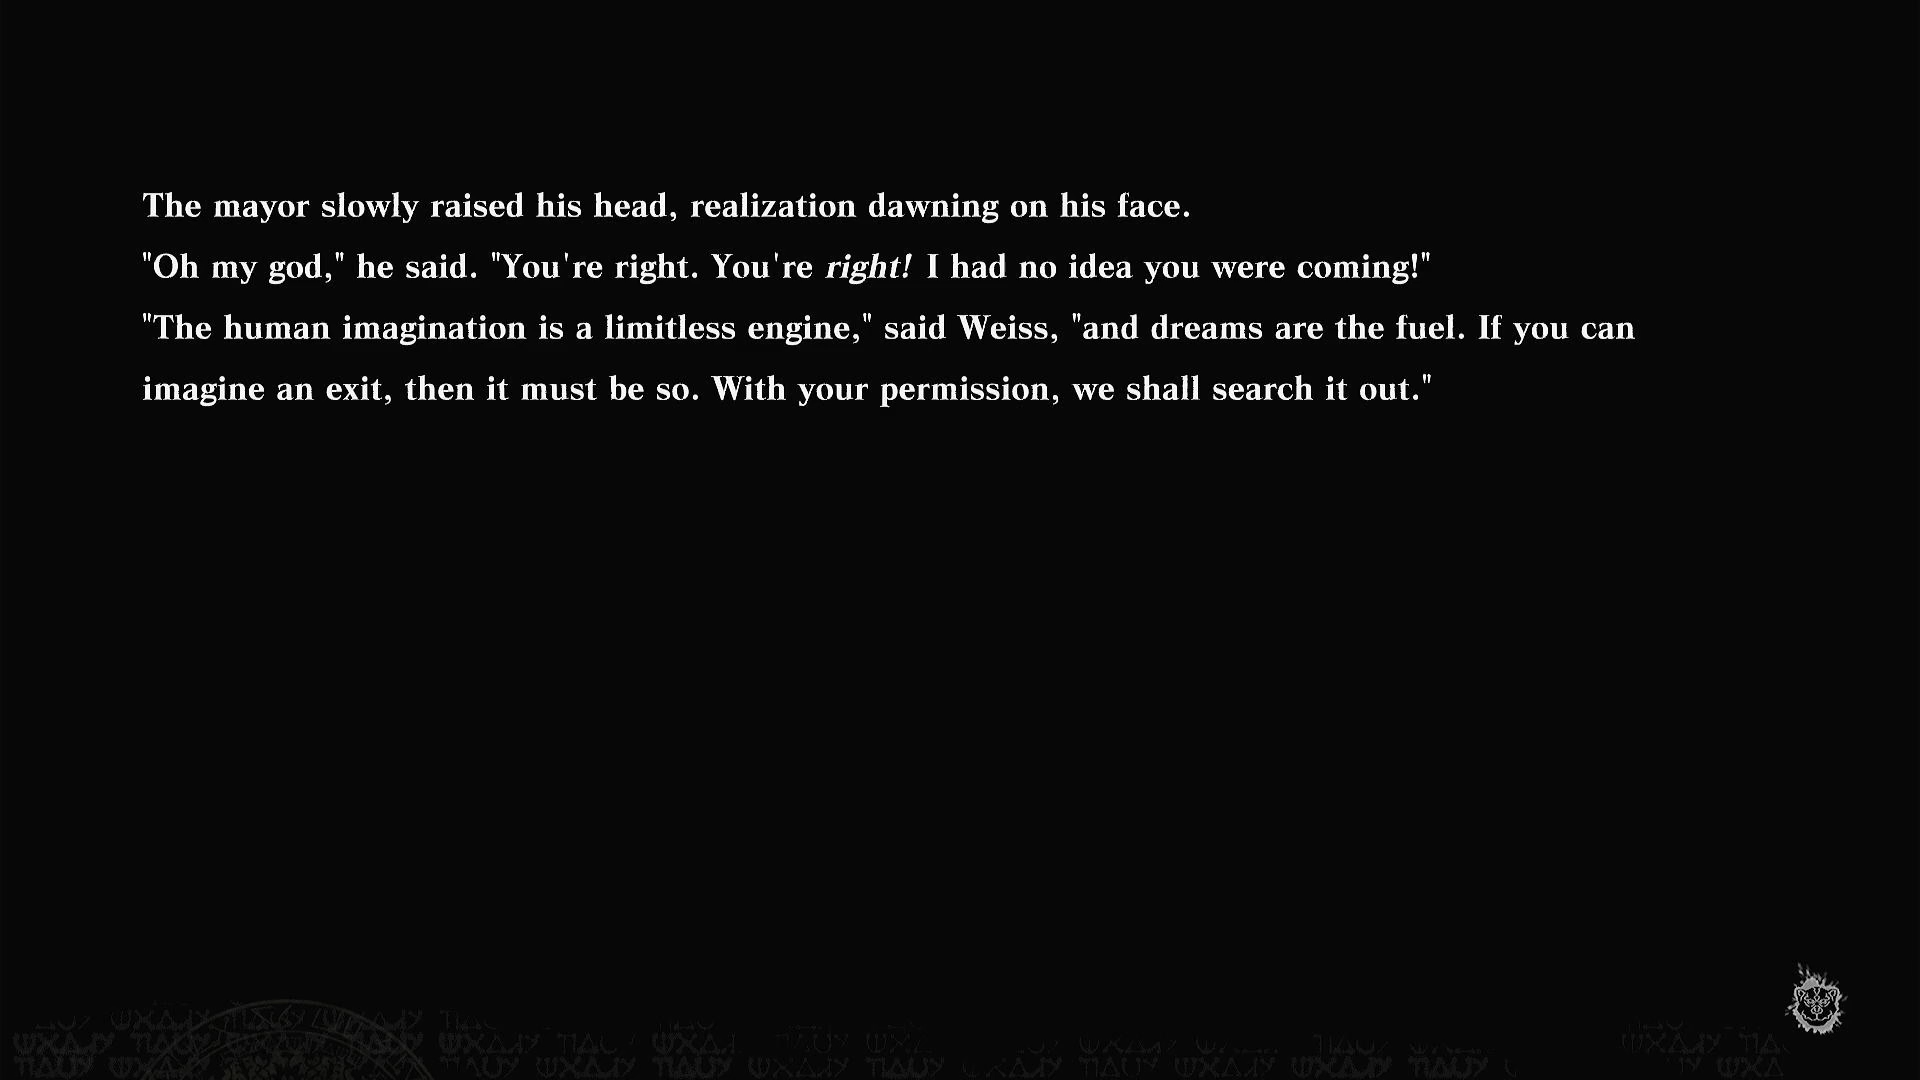 The mayor slowly raised his head, realization dawning on his face.
"Oh my god," he said. "You're right. You're right! I had no idea you were coming!"
"The human imagination is a limitless engine," said Weiss, "and dreams are the fuel. If you can
imagine an exit, then it must be so. With your permission, we shall search it out."